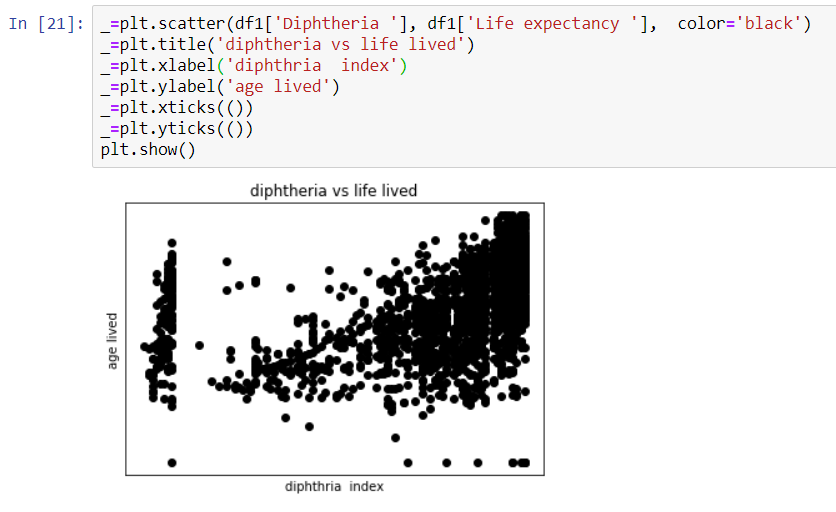 In [21]: _=plt.scatter(df1['Diphtheria '], df1['Life expectancy '],  color='black')
_=plt.title('diphtheria vs life lived')
_=plt.xlabel('diphthria  index')
_=plt.ylabel('age lived')
_=plt.xticks(())
_=plt.yticks(())
plt.show()
diphtheria vs life lived
age lived
diphthria  index